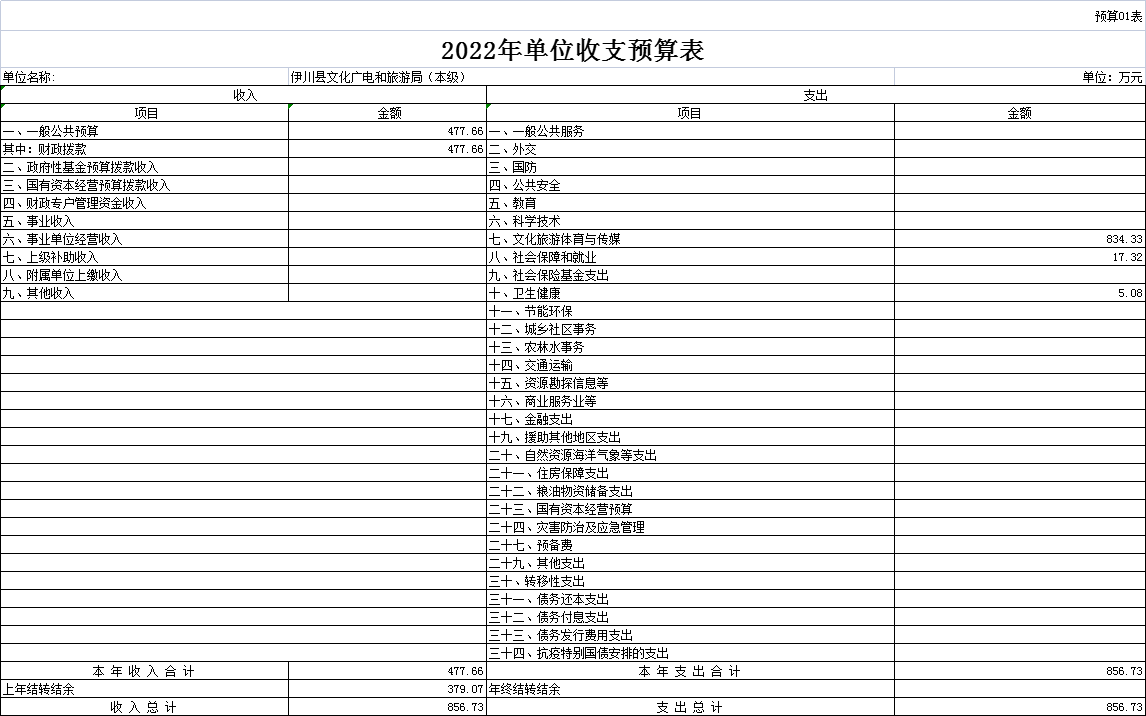 预算01表
2022年单位收支预算表
单位名称: 伊川县文化广电和旅游局（本级） 单位：万元
收入 支出
项目 金额 项目 金额
一、一般公共预算 477.66 一、一般公共服务
其中：财政拨款 477.66 二、外交
二、政府性基金预算拨款收入 三、国防
三、国有资本经营预算拨款收入 四、公共安全
四、财政专户管理资金收入 五、教育
五、事业收入 六、科学技术
六、事业单位经营收入 七、文化旅游体育与传媒 834.33
七、上级补助收入 八、社会保障和就业 17.32
八、附属单位上缴收入 九、社会保险基金支出
九、其他收入 十、卫生健康 5.08
十一、节能环保
十二、城乡社区事务
十三、农林水事务
十四、交通运输
十五、资源勘探信息等
十六、商业服务业等
十七、金融支出
十九、援助其他地区支出
二十、自然资源海洋气象等支出
二十一、住房保障支出
二十二、粮油物资储备支出
二十三、国有资本经营预算
二十四、灾害防治及应急管理
二十七、预备费
二十九、其他支出
三十、转移性支出
三十一、债务还本支出
三十二、债务付息支出
三十三、债务发行费用支出
三十四、抗疫特别国债安排的支出
本年收入合计 477.66 本年支出合计 856.73
上年结转结余 379.07 年终结转结余
收入总计 856.73 支出总计 856.73